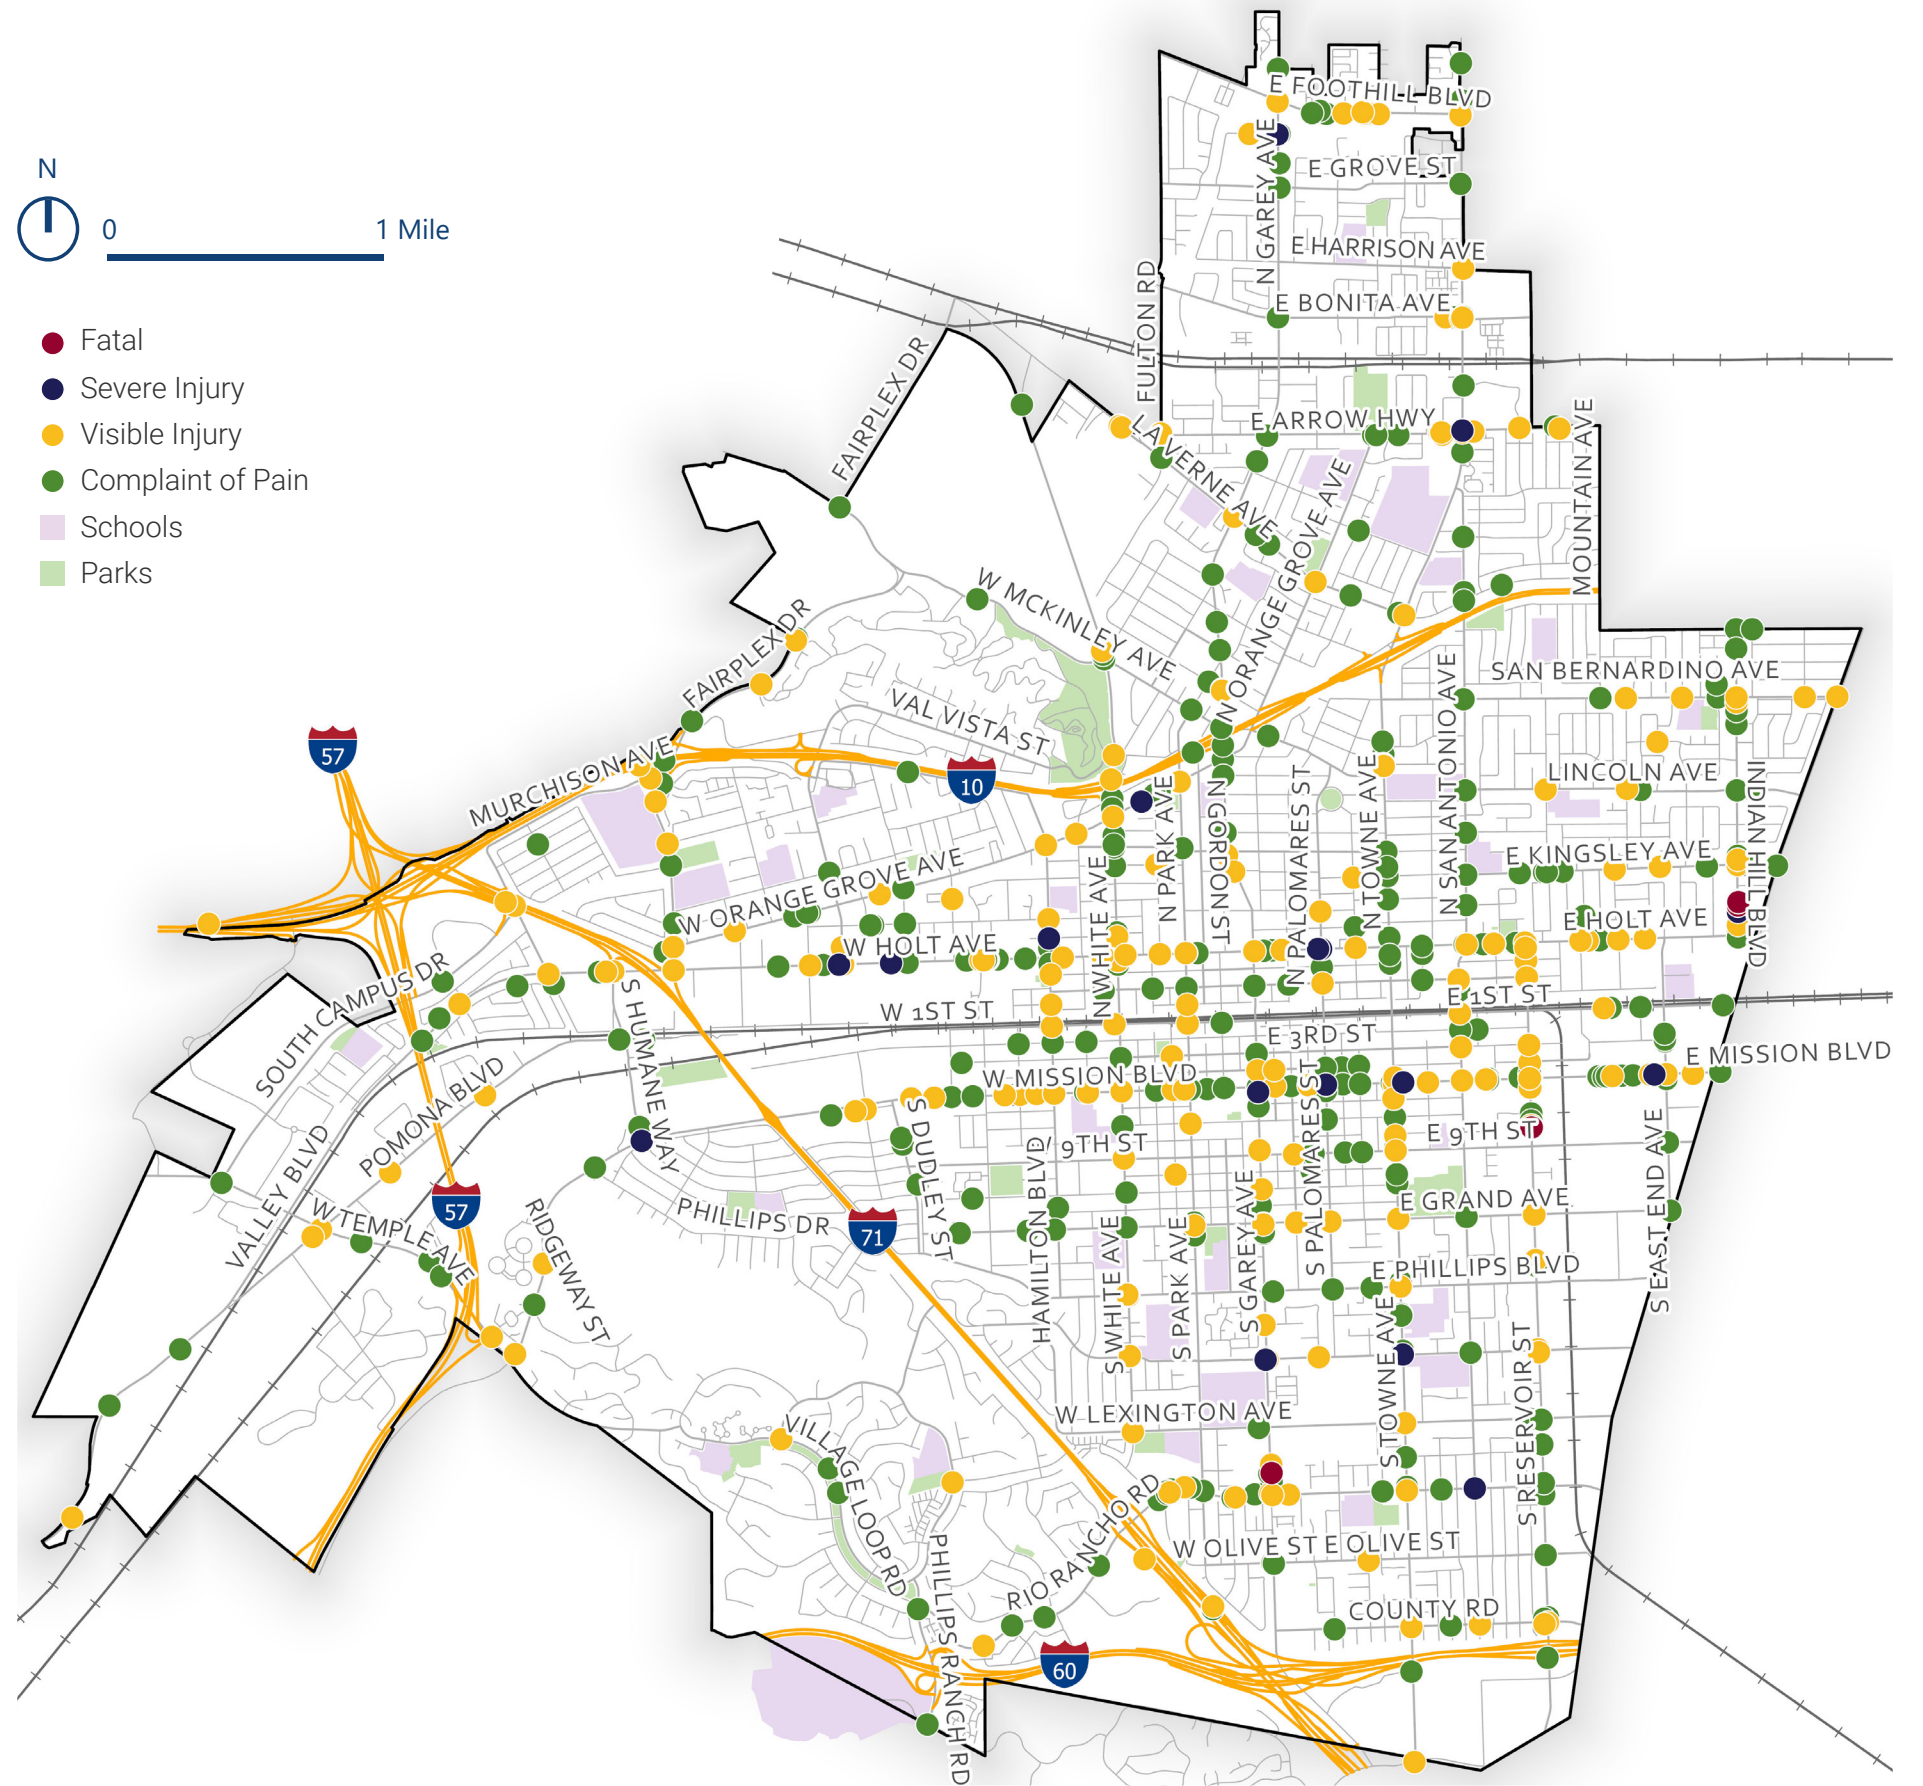 N
0 1 Mile
Fatal
Severe Injury
Visible Injury
Complaint of Pain
Schools
Parks
E FOOTHILL BLVD
N GAREY AVE
E GROVE ST
E HARRISON AVE
E BONITA AVE
FULTON RD
FAIRPLEX DR
E ARROW HWY
LA VERNE AVE
MOUNTAIN AVE
N ORANGE GROVE AVE
W MCKINLEY AVE
FAIRPLEX DR
SAN BERNARDINO AVE
VAL VISTA ST
57
10
MURCHISON AVE
LINCOLN AVE
INDIAN HILL BLVD
N SAN ANTONIO AVE
N TOWNE AVE
N PALOMARES ST
N GORDON ST
N PARK AVE
N WHITE AVE
E KINGSLEY AVE
W ORANGE GROVE AVE
E HOLT AVE
W HOLT AVE
SOUTH CAMPUS DR
W 1ST ST
E 1ST ST
S HUMANE WAY
E 3RD ST
E MISSION BLVD
W MISSION BLVD
POMONA BLVD
VALLEY BLVD
S DUDLEY ST
W 9TH ST
E 9TH ST
S PALOMARES ST
S EAST END AVE
HAMILTON BLVD
57
W TEMPLE AVE
RIDGEWAY ST
PHILLIPS DR
71
E GRAND AVE
S GAREY AVE
S WHITE AVE
S PARK AVE
E PHILLIPS BLVD
S TOWNE AVE
S RESERVOIR ST
W LEXINGTON AVE
VILLAGE LOOP RD
RIO RANCHO RD
W OLIVE ST E OLIVE ST
PHILLIPS RANCH RD
COUNTY RD
60